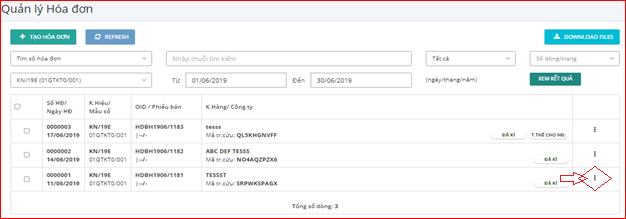 Quản lý Hóa đơn
+ TẠO HÓA ĐƠN REFRESH DOWNLOAD FILES
Tìm số hóa đơn Nhập chuỗi tìm kiếm Tất cả Số dòng/trang
KN/19E (01GTKT0/001) Từ 01/06/2019 Đến 30/06/2019 (ngày/tháng/năm) XEM KẾT QUẢ
Số HĐ/ K.Hiệu/ OID / Phiếu bán K.Hàng/ Công ty
Ngày HĐ Mẫu số
0000003 KN/19E HDBH1906/1183 tesss
17/06/2019 01GTKT0/001 | --/- Mã tr.cứu: QL5KHGNVFF ĐÃ KÍ T.THẾ CHO HĐ:
0000002 KN/19E HDBH1906/1182 ABC DEF TESSS
14/06/2019 01GTKT0/001 | --/- Mã tr.cứu: NO4AQZPZX6 ĐÃ KÍ
0000001 KN/19E HDBH1906/1181 TESSST
11/06/2019 01GTKT0/001 | --/- Mã tr.cứu: SRPWKSPAGX ĐÃ KÍ
Tổng số dòng: 3